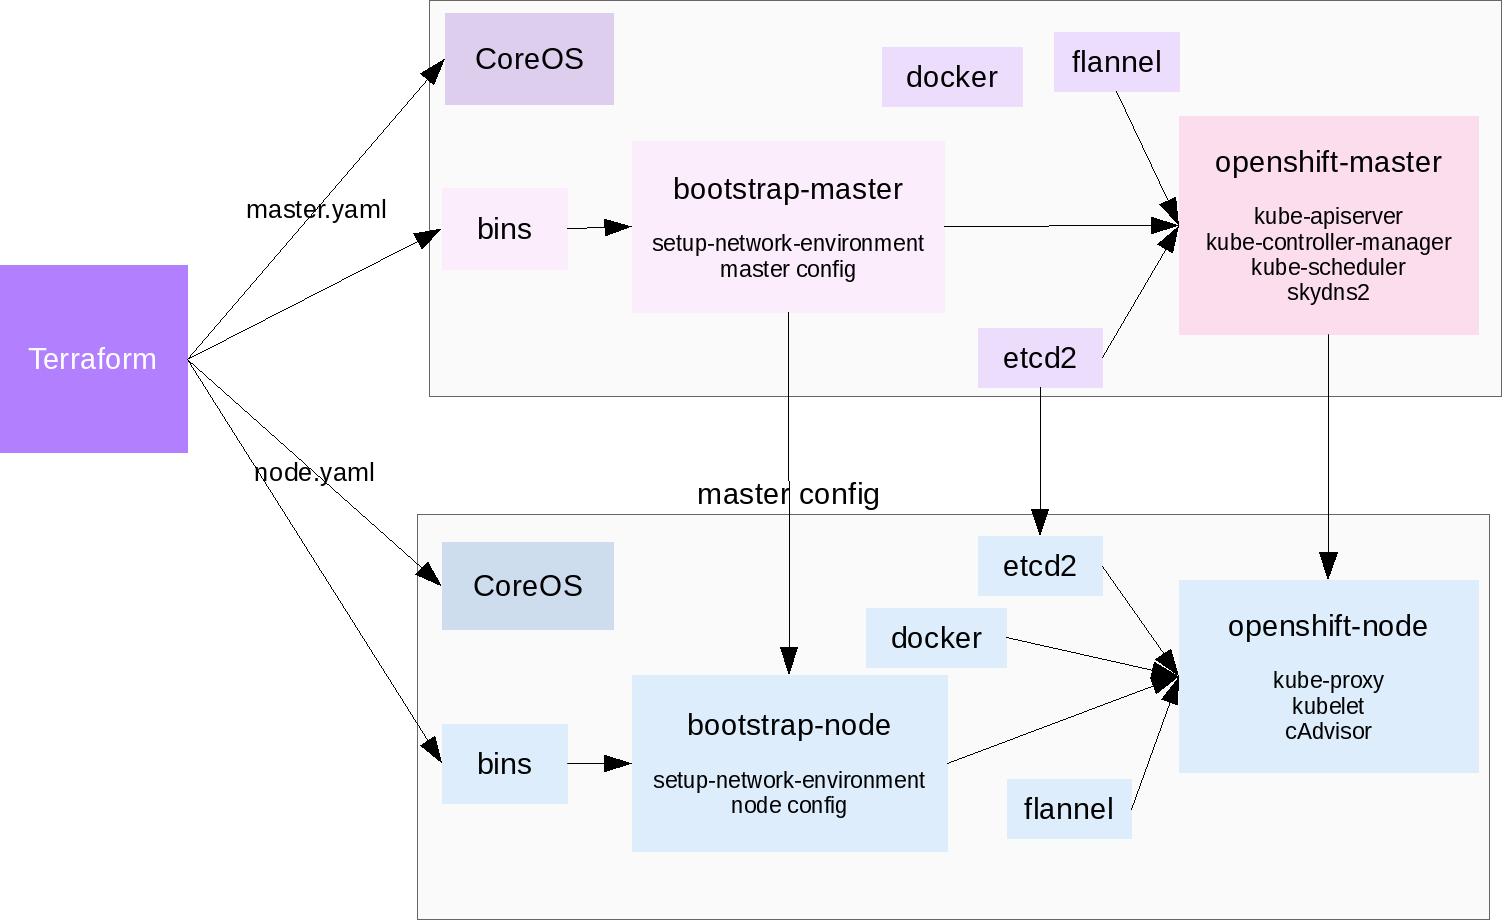 CoreOS
docker
flannel
master.yaml
bins
bootstrap-master
setup-network-environment
master config
openshift-master
kube-apiserver
kube-controller-manager
kube-scheduler
skydns2
etcd2
Terraform
node.yaml
master config
CoreOS
etcd2
docker
openshift-node
kube-proxy
kubelet
cAdvisor
bins
bootstrap-node
setup-network-environment
node config
flannel